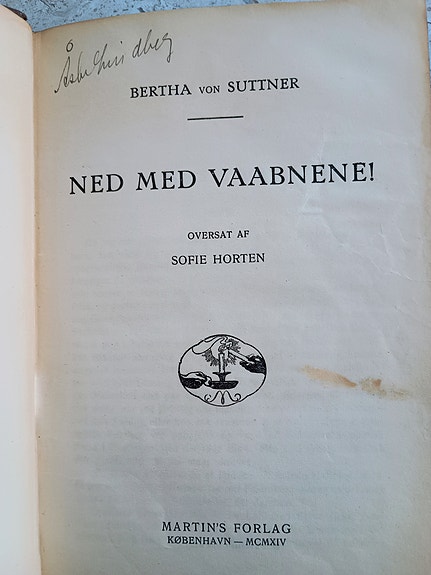 BERTHA VON SUTTNER
NED MED VAABNENE!
OVERSAT AF
SOFIE HORTEN
MARTIN'S FORLAG
KØBENHAVN — MCMXIV